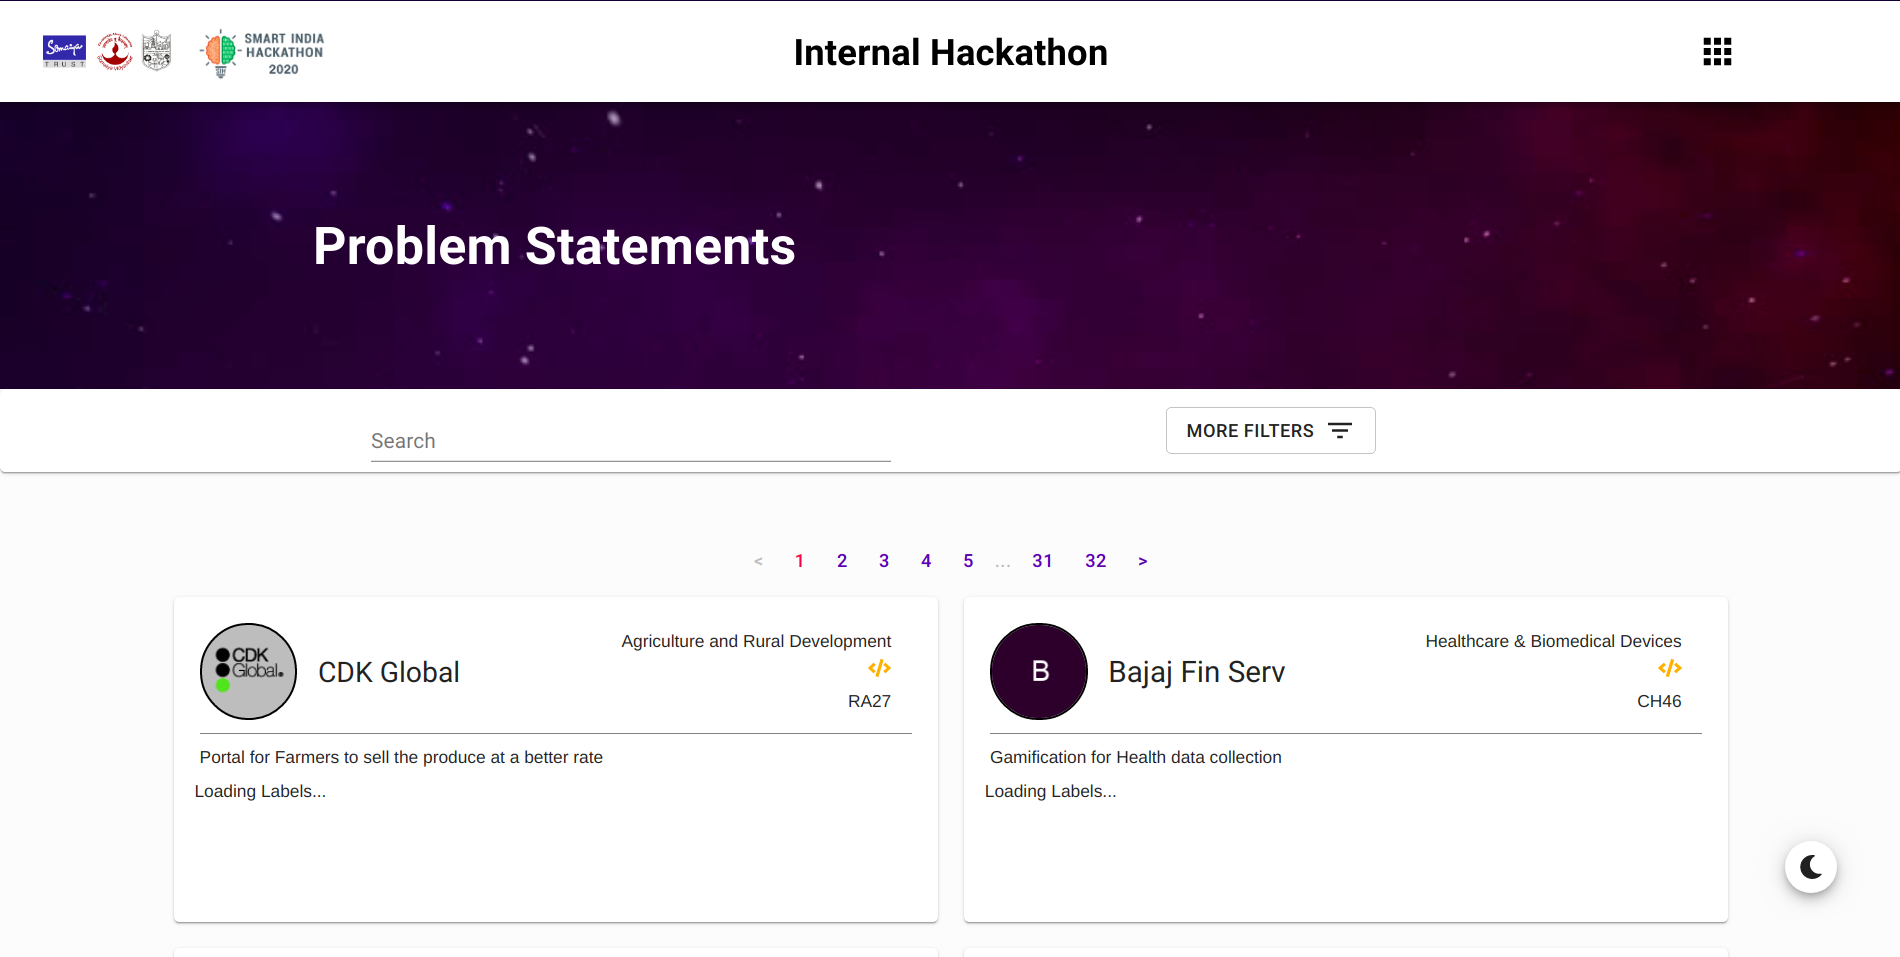 Somaiya
TRUST
SMART INDIA
HACKATHON
2020
Internal Hackathon
Problem Statements
Search
MORE FILTERS
< 1 2 3 4 5 ... 31 32 >
CDK
Global.
CDK Global
Agriculture and Rural Development
</>
RA27
Portal for Farmers to sell the produce at a better rate
Loading Labels...
B
Bajaj Fin Serv
Healthcare & Biomedical Devices
</>
CH46
Gamification for Health data collection
Loading Labels...